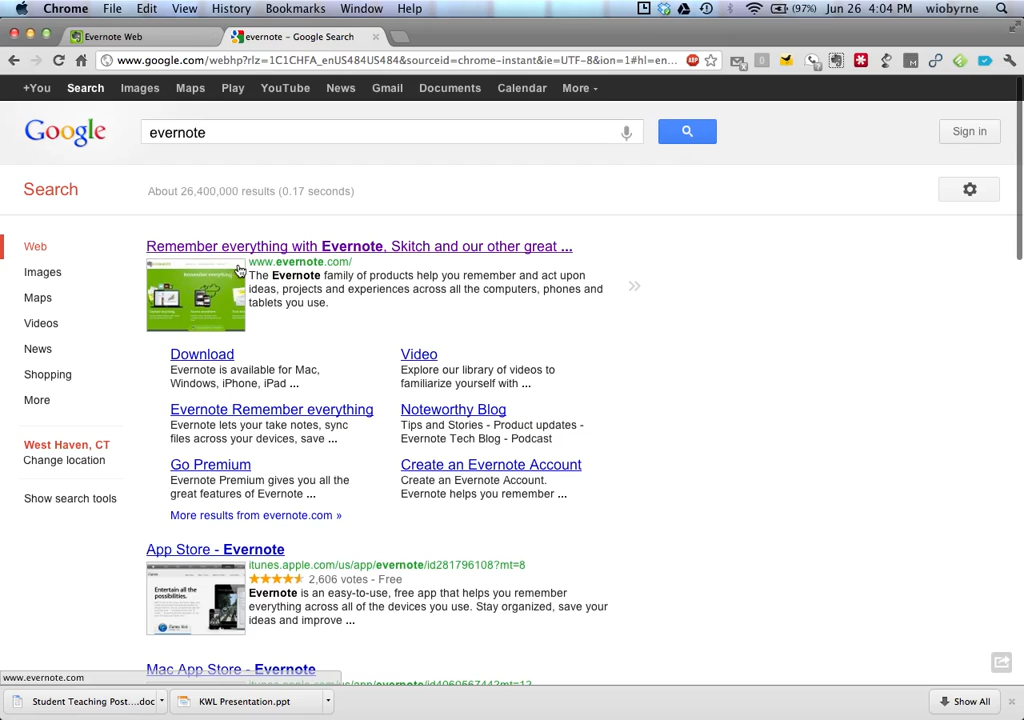 Chrome File Edit View History Bookmarks Window Help (97%) Jun 26 4:04 PM wiobyrne
Evernote Web
evernote - Google Search
www.google.com/webhp?rlz=1C1CHFA_enUS484US484&sourceid=chrome-instant&ie=UTF-8&ion=1#hl=en...
+You Search Images Maps Play YouTube News Gmail Documents Calendar More
Google
evernote
Sign in
Search
About 26,400,000 results (0.17 seconds)
Web
Images
Maps
Videos
News
Shopping
More
West Haven, CT
Change location
Show search tools
Remember everything with Evernote, Skitch and our other great ...
www.evernote.com/
The Evernote family of products help you remember and act upon
ideas, projects and experiences across all the computers, phones and
tablets you use.
Download
Evernote is available for Mac,
Windows, iPhone, iPad ...
Video
Explore our library of videos to
familiarize yourself with ...
Evernote Remember everything
Evernote lets your take notes, sync
files across your devices, save ...
Noteworthy Blog
Tips and Stories - Product updates -
Evernote Tech Blog - Podcast
Go Premium
Evernote Premium gives you all the
great features of Evernote ...
Create an Evernote Account
Create an Evernote Account.
Evernote helps you remember ...
More results from evernote.com »
App Store - Evernote
itunes.apple.com/us/app/evernote/id281796108?mt=8
2,606 votes - Free
Evernote is an easy-to-use, free app that helps you remember
everything across all of the devices you use. Stay organized, save your
ideas and improve ...
Entertain all the
possibilities.
Mac App Store - Evernote
www.evernote.com
Student Teaching Post....doc
KWL Presentation.ppt
Show All